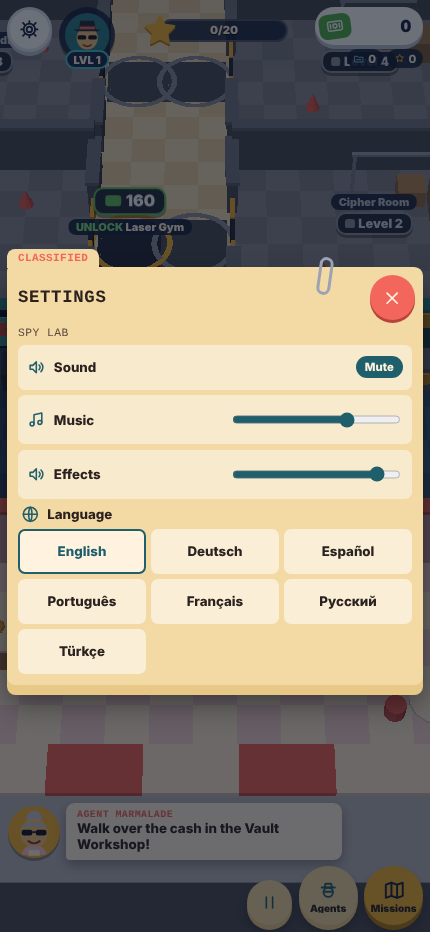 LVL 1
0/20
0
L
0
4
0
160
UNLOCK Laser Gym
Cipher Room
Level 2
CLASSIFIED
SETTINGS
SPY LAB
Sound
Mute
Music
Effects
Language
English
Deutsch
Español
Português
Français
Русский
Türkçe
AGENT MARMALADE
Walk over the cash in the Vault
Workshop!
Agents
Missions